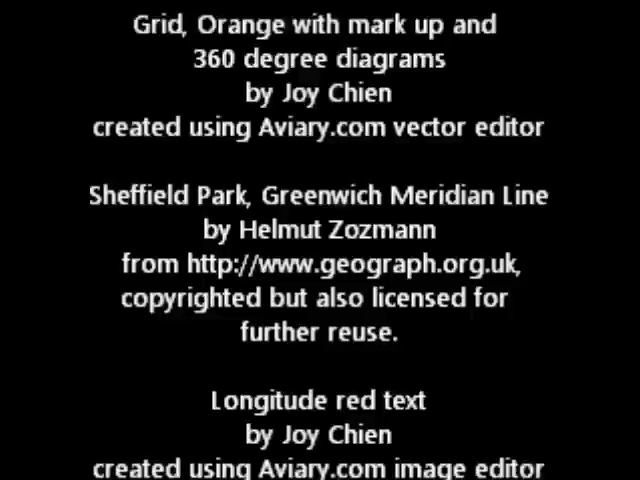 Grid, Orange with mark up and
360 degree diagrams
by Joy Chien
created using Aviary.com vector editor
Sheffield Park, Greenwich Meridian Line
by Helmut Zozmann
from http://www.geograph.org.uk,
copyrighted but also licensed for
further reuse.
Longitude red text
by Joy Chien
created using Aviary.com image editor